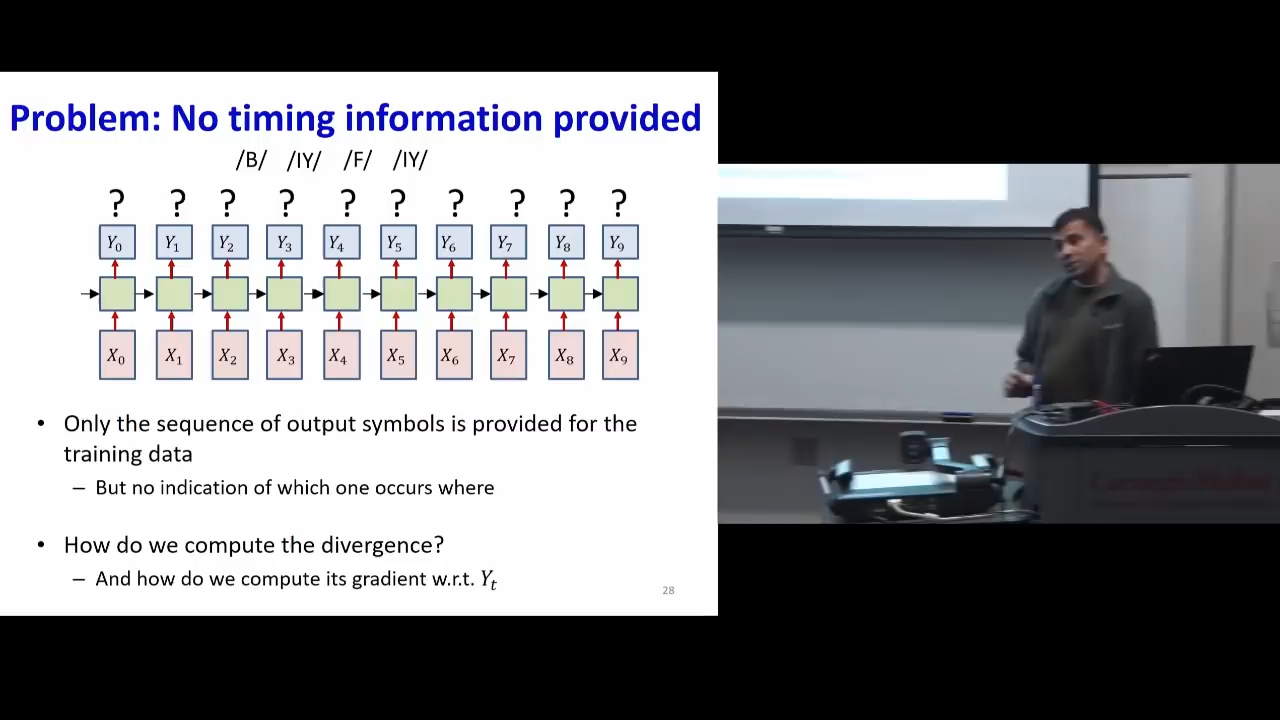 Problem: No timing information provided
/B/ /IY/ /F/ /IY/
? ? ? ? ? ? ? ? ? ?
Y0 Y1 Y2 Y3 Y4 Y5 Y6 Y7 Y8 Y9
X0 X1 X2 X3 X4 X5 X6 X7 X8 X9
• Only the sequence of output symbols is provided for the
training data
– But no indication of which one occurs where
• How do we compute the divergence?
– And how do we compute its gradient w.r.t. Yt
28